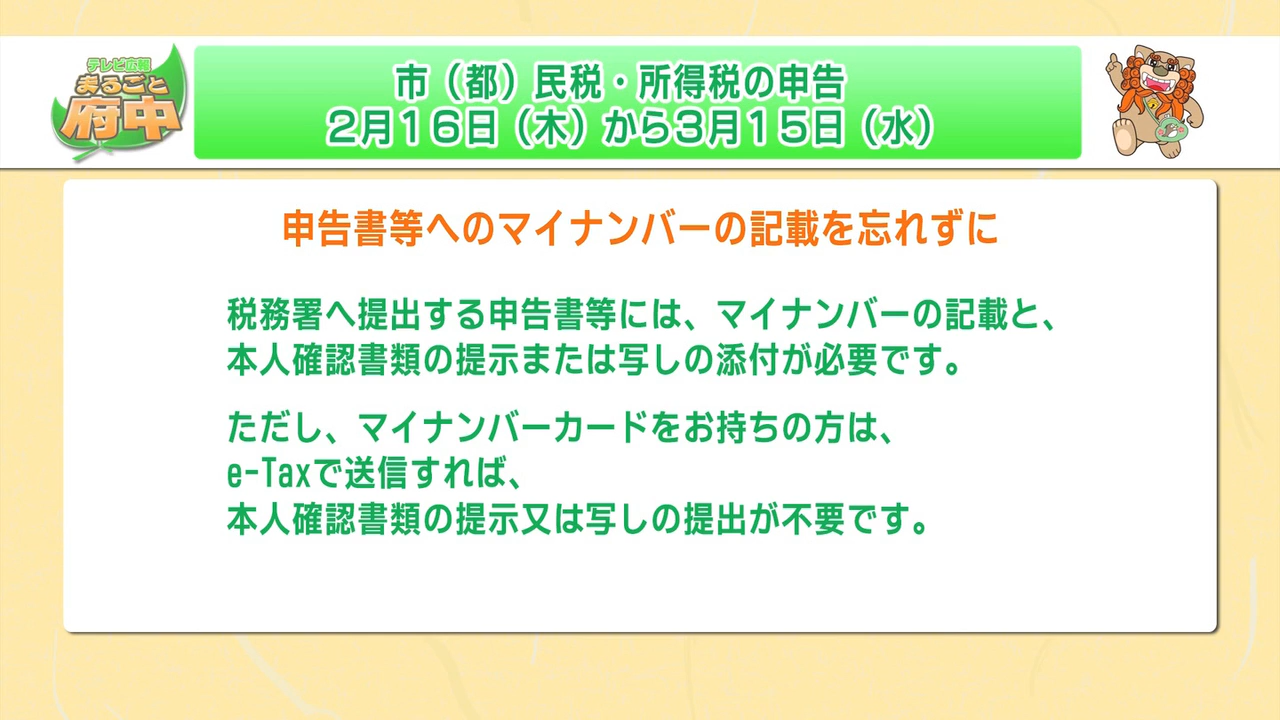 テレビ広報
まるごと
府中
市（都）民税・所得税の申告
２月１６日（木）から３月１５日（水）
申告書等へのマイナンバーの記載を忘れずに
税務署へ提出する申告書等には、マイナンバーの記載と、
本人確認書類の提示または写しの添付が必要です。
ただし、マイナンバーカードをお持ちの方は、
e-Taxで送信すれば、
本人確認書類の提示又は写しの提出が不要です。